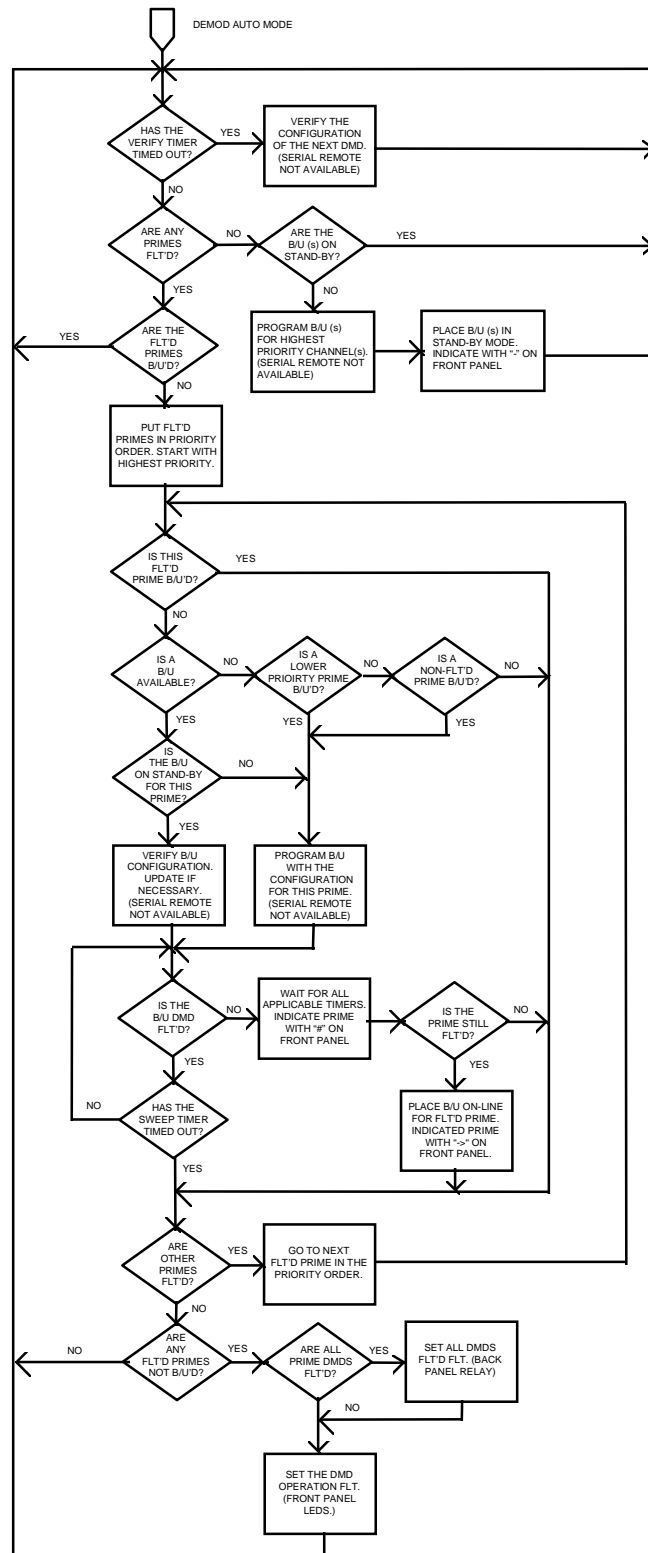 DEMOD AUTO MODE
HAS THE
VERIFY TIMER
TIMED OUT?
YES
VERIFY THE
CONFIGURATION
OF THE NEXT DMD.
(SERIAL REMOTE
NOT AVAILABLE)
NO
ARE ANY
PRIMES
FLT'D?
NO
ARE THE
B/U (s) ON
STAND-BY?
YES
YES
NO
YES
ARE THE
FLT'D
PRIMES
B/U'D?
PROGRAM B/U (s)
FOR HIGHEST
PRIORITY CHANNEL(s).
(SERIAL REMOTE NOT
AVAILABLE)
PLACE B/U (s) IN
STAND-BY MODE.
INDICATE WITH "-" ON
FRONT PANEL
NO
PUT FLT'D
PRIMES IN PRIORITY
ORDER. START WITH
HIGHEST PRIORITY.
IS THIS
FLT'D
PRIME B/U'D?
YES
NO
IS A
B/U
AVAILABLE?
NO
IS A
LOWER
PRIOIRTY PRIME
B/U'D?
NO
IS A
NON-FLT'D
PRIME B/U'D?
NO
YES
YES
YES
IS
THE B/U
ON STAND-BY
FOR THIS
PRIME?
NO
YES
VERIFY B/U
CONFIGURATION.
UPDATE IF
NECESSARY.
(SERIAL REMOTE
NOT AVAILABLE)
PROGRAM B/U
WITH THE
CONFIGURATION
FOR THIS PRIME.
(SERIAL REMOTE
NOT AVAILABLE)
IS THE
B/U DMD
FLT'D?
NO
WAIT FOR ALL
APPLICABLE TIMERS.
INDICATE PRIME
WITH "#" ON
FRONT PANEL
IS THE
PRIME STILL
FLT'D?
NO
YES
YES
NO
HAS THE
SWEEP TIMER
TIMED OUT?
PLACE B/U ON-LINE
FOR FLT'D PRIME.
INDICATED PRIME
WITH "->" ON
FRONT PANEL.
YES
ARE
OTHER
PRIMES
FLT'D?
YES
GO TO NEXT
FLT'D PRIME IN THE
PRIORITY ORDER.
NO
NO
ARE
ANY
FLT'D PRIMES
NOT B/U'D?
YES
ARE ALL
PRIME DMDS
FLT'D?
YES
SET ALL DMDS
FLT'D FLT. (BACK
PANEL RELAY)
NO
SET THE DMD
OPERATION FLT.
(FRONT PANEL
LEDS.)